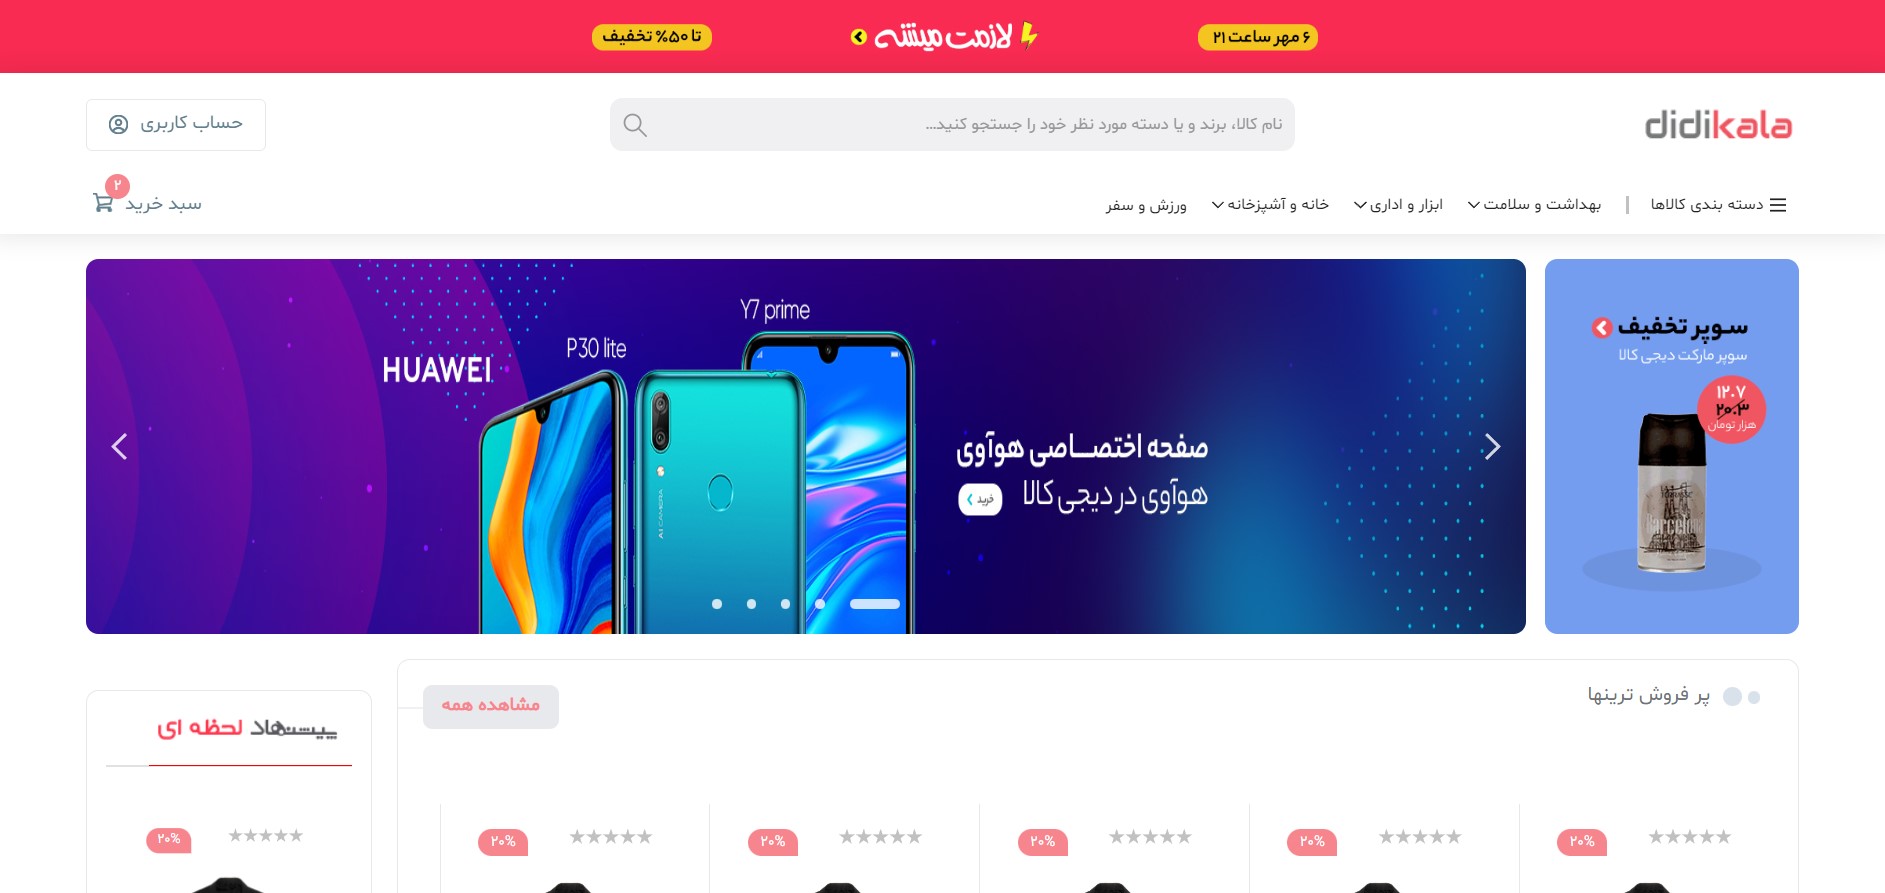 ۶ مهر ساعت ۲۱
لازمت میشه
تا ۵۰٪ تخفیف
didikala
نام کالا، برند و یا دسته مورد نظر خود را جستجو کنید...
حساب کاربری
دسته بندی کالاها
بهداشت و سلامت
ابزار و اداری
خانه و آشپزخانه
ورزش و سفر
سبد خرید
۲
سوپر تخفیف
سوپر مارکت دیجی کالا
۱۲.۷
۲۰.۳
هزار تومان
Barcelona
Y7 prime
P30 lite
HUAWEI
AI CAMERA
صفحه اختصاصی هوآوی
هوآوی در دیجی کالا
خرید
پر فروش ترینها
مشاهده همه
پیشنهاد لحظه ای
۲۰%
۲۰%
۲۰%
۲۰%
۲۰%
۲۰%